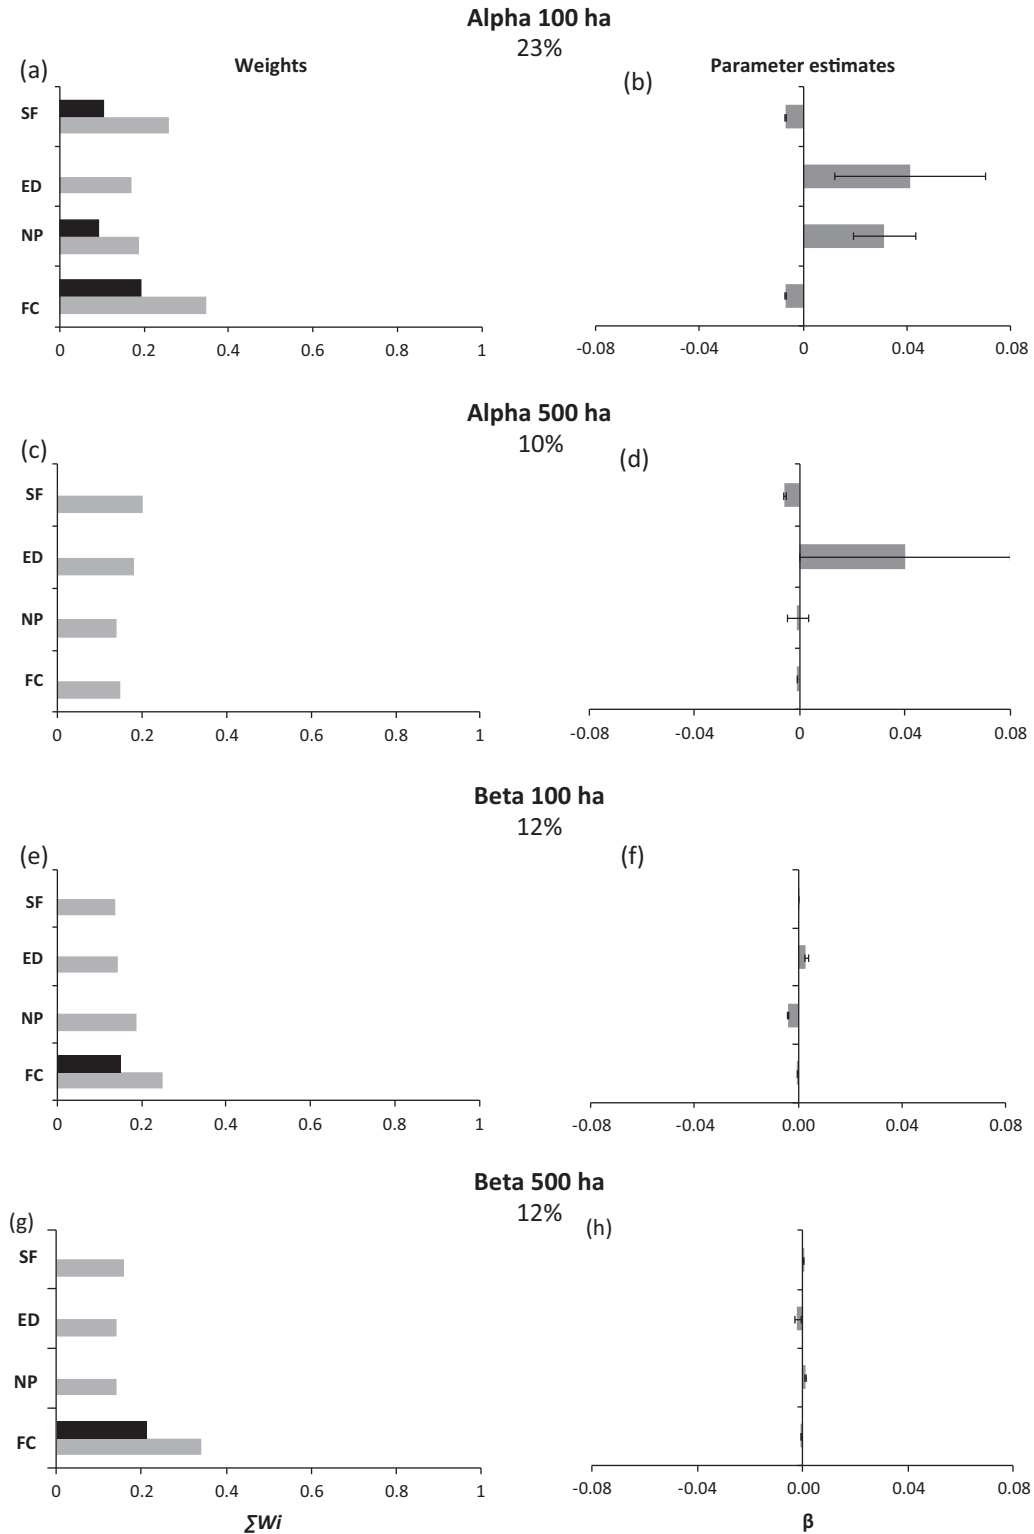 Alpha 100 ha
23%
(a)
Weights
(b)
Parameter estimates
SF
ED
NP
FC
0 0.2 0.4 0.6 0.8 1
-0.08 -0.04 0 0.04 0.08
Alpha 500 ha
10%
(c)
(d)
SF
ED
NP
FC
0 0.2 0.4 0.6 0.8 1
-0.08 -0.04 0 0.04 0.08
Beta 100 ha
12%
(e)
(f)
SF
ED
NP
FC
0 0.2 0.4 0.6 0.8 1
-0.08 -0.04 0.00 0.04 0.08
Beta 500 ha
12%
(g)
(h)
SF
ED
NP
FC
0 0.2 0.4 0.6 0.8 1
-0.08 -0.04 0.00 0.04 0.08
∑Wi
β